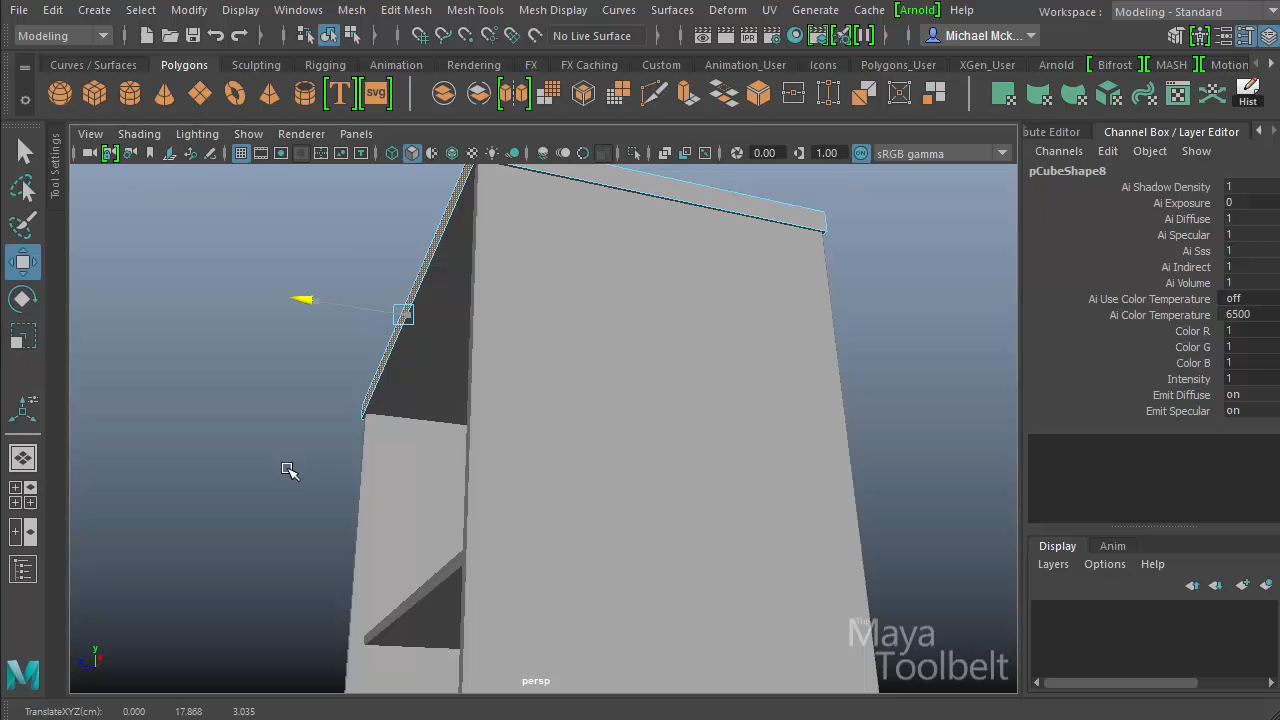 File Edit Create Select Modify Display Windows Mesh Edit Mesh Mesh Tools Mesh Display Curves Surfaces Deform UV Generate Cache [Arnold] Help Workspace : Modeling - Standard
Modeling No Live Surface Michael Mck...
Curves / Surfaces Polygons Sculpting Rigging Animation Rendering FX FX Caching Custom Animation_User Icons Polygons_User XGen_User Arnold Bifrost MASH Motion
T svg Hist
Tool Settings
View Shading Lighting Show Renderer Panels
IPR
0.00 1.00 ON sRGB gamma
bute Editor Channel Box / Layer Editor
Channels Edit Object Show
pCubeShape8
Ai Shadow Density 1
Ai Exposure 0
Ai Diffuse 1
Ai Specular 1
Ai Sss 1
Ai Indirect 1
Ai Volume 1
Ai Use Color Temperature off
Ai Color Temperature 6500
Color R 1
Color G 1
Color B 1
Intensity 1
Emit Diffuse on
Emit Specular on
Display Anim
Layers Options Help
y
persp
The Maya Toolbelt
M
TranslateXYZ(cm): 0.000 17.868 3.035